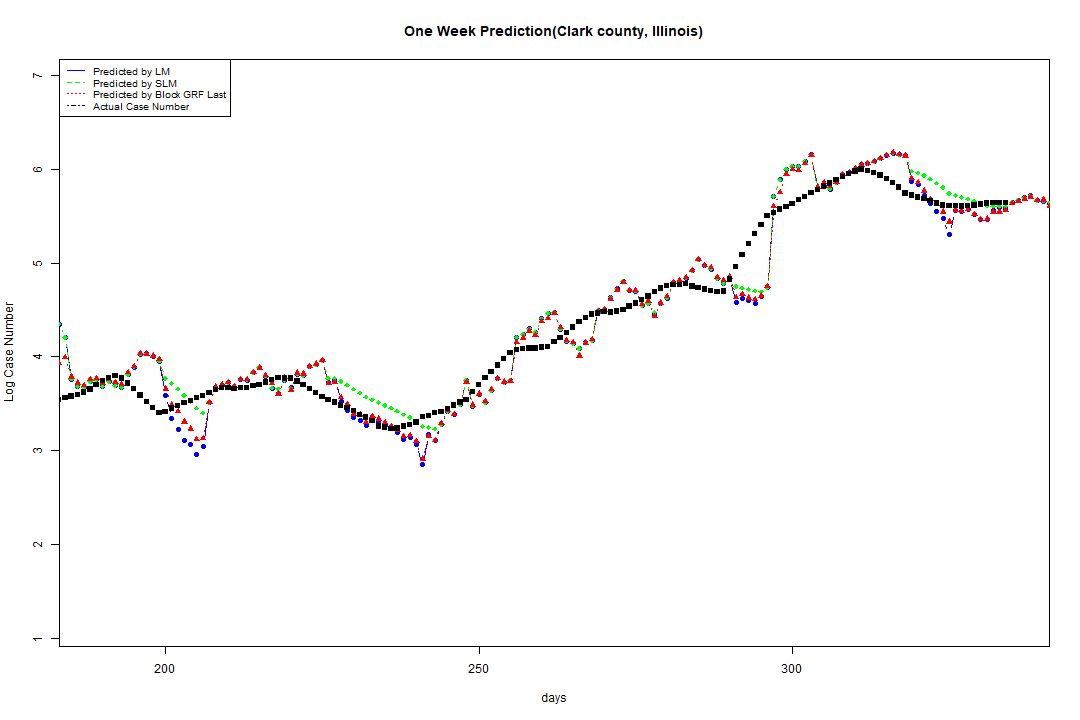 One Week Prediction(Clark county, Illinois)
Predicted by LM
Predicted by SLM
Predicted by Block GRF Last
Actual Case Number
7
6
5
4
3
2
1
Log Case Number
200
250
300
days